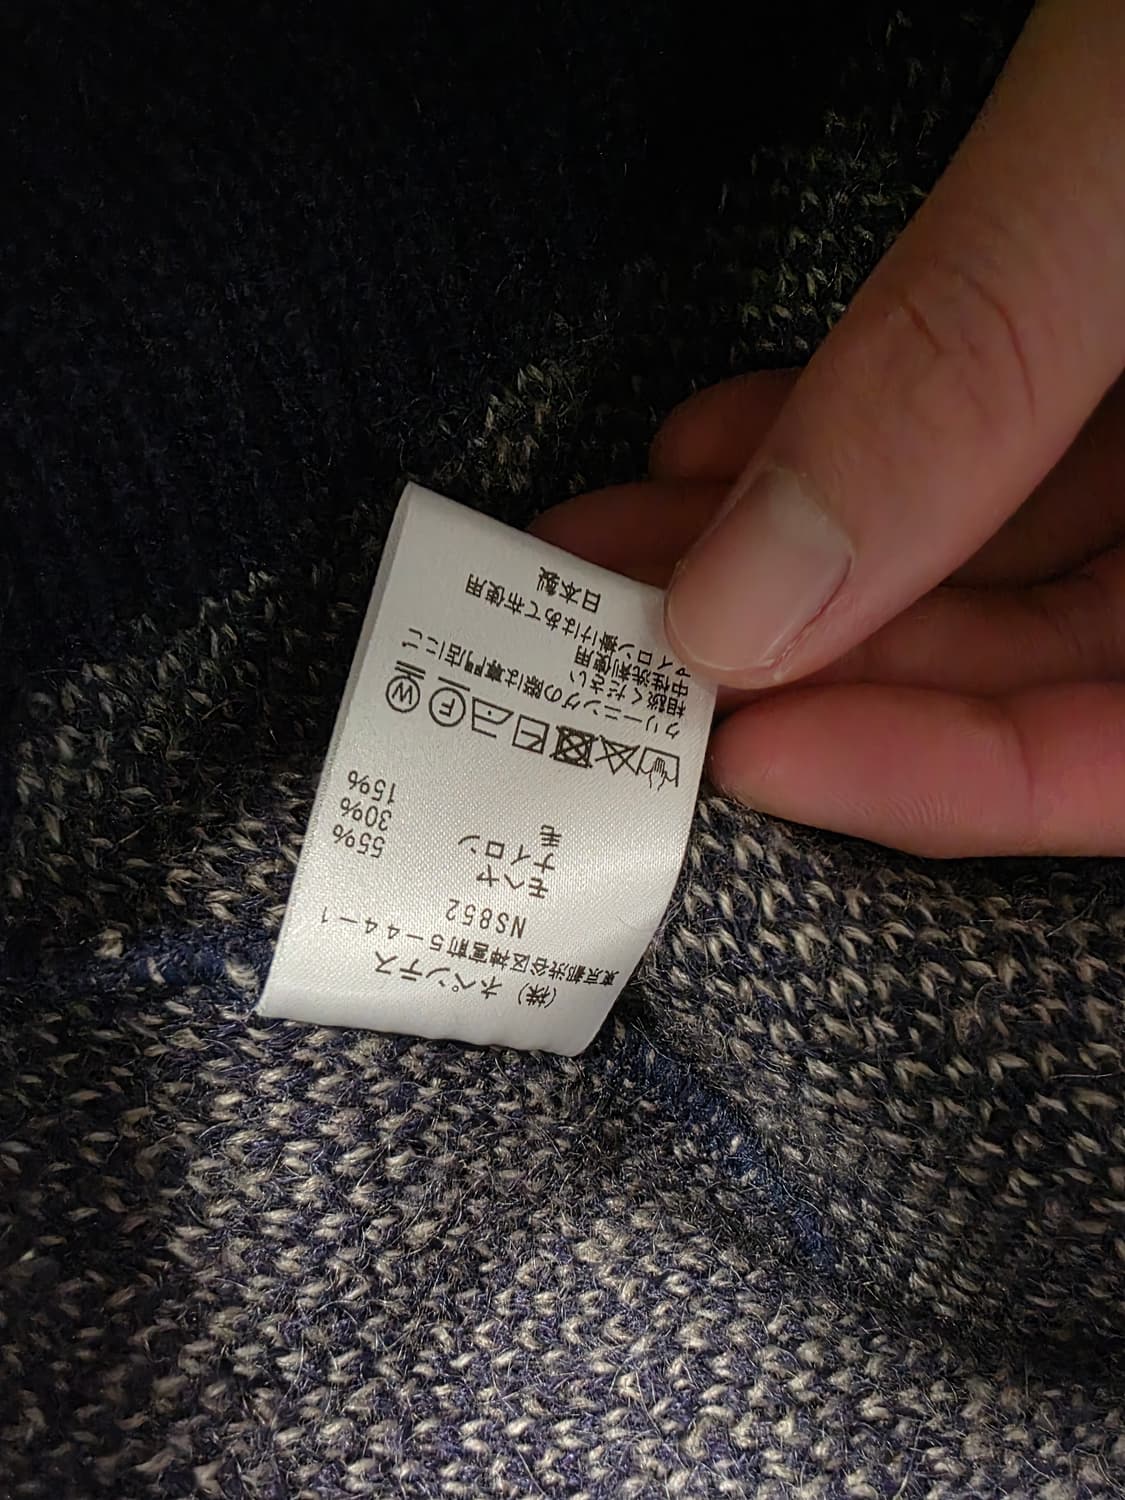 (株) ネペンテス
東京都渋谷区神宮前5−44−1
NS852
モヘヤ 55%
ナイロン 30%
毛 15%
F W
クリーニングの際は専門店にご
相談ください
中性洗剤使用
アイロン掛けはあて布使用
日本製